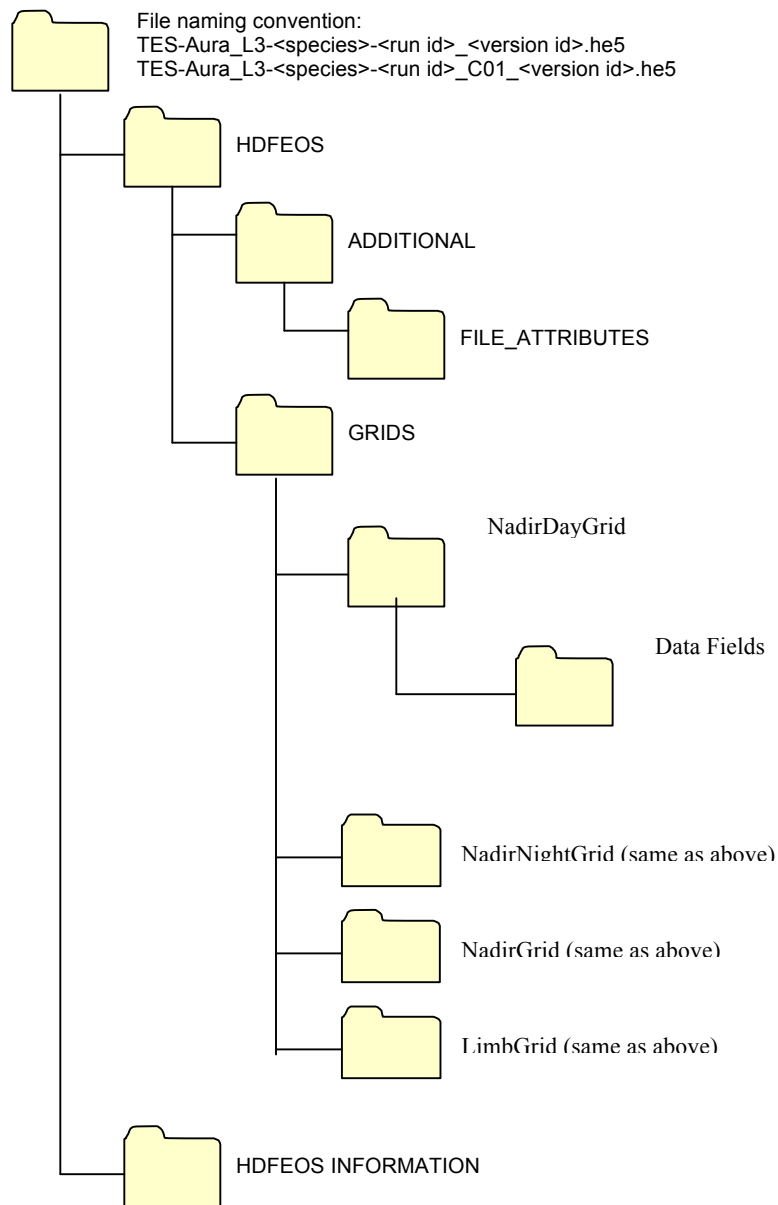 File naming convention:
TES-Aura_L3-<species>-<run id>_<version id>.he5
TES-Aura_L3-<species>-<run id>_C01_<version id>.he5
HDFEOS
ADDITIONAL
FILE_ATTRIBUTES
GRIDS
NadirDayGrid
Data Fields
NadirNightGrid (same as above)
NadirGrid (same as above)
LimbGrid (same as above)
HDFEOS INFORMATION